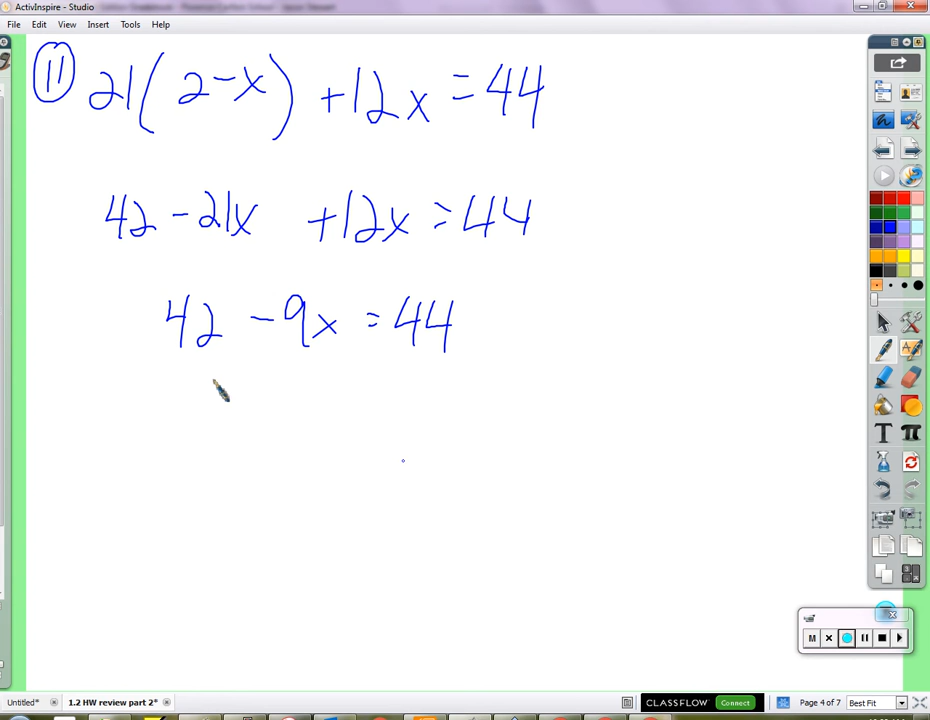 ActivInspire - Studio
File Edit View Insert Tools Help
11 21(2-x) +12x = 44
42 - 21x +12x = 44
42 - 9x = 44
Untitled* 1.2 HW review part 2* CLASSFLOW Connect Page 4 of 7 Best Fit